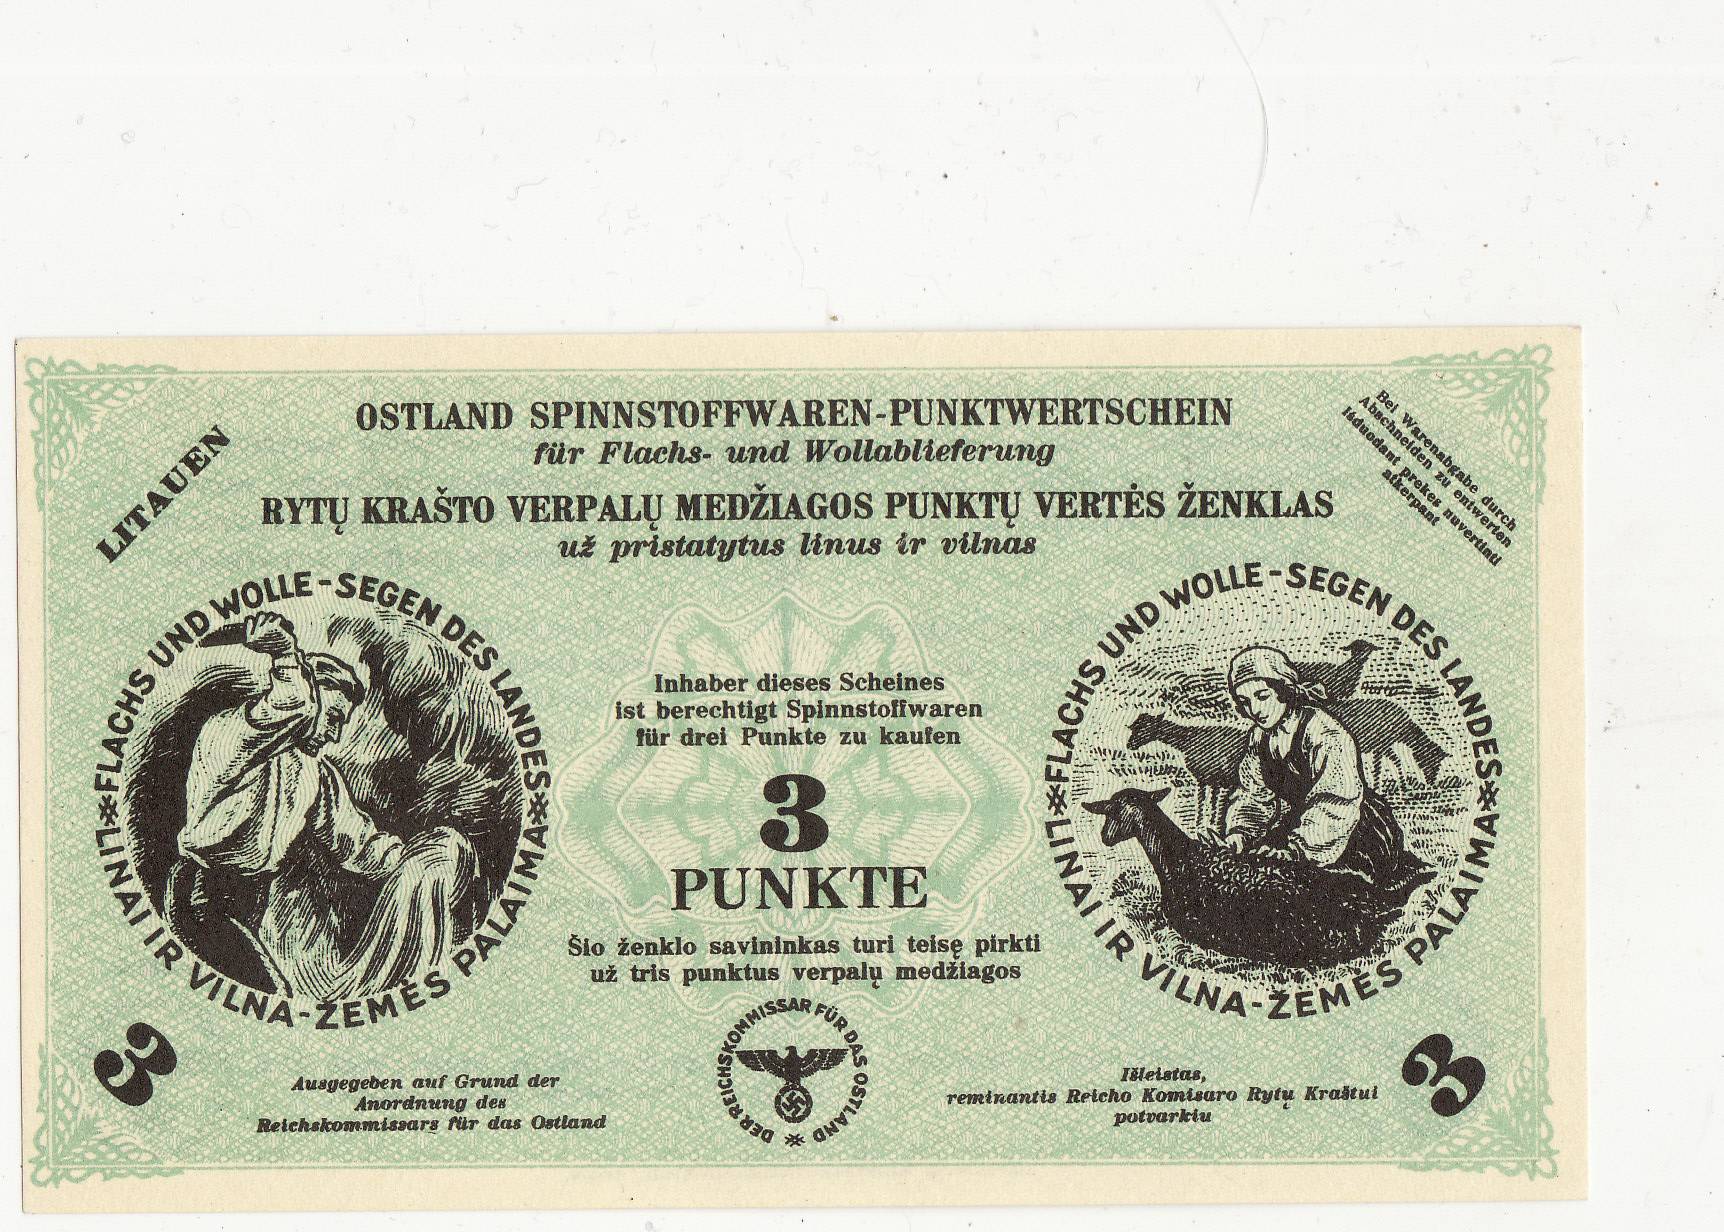 LITAUEN
OSTLAND SPINNSTOFFWAREN-PUNKTWERTSCHEIN
für Flachs- und Wollablieferung
RYTŲ KRAŠTO VERPALŲ MEDŽIAGOS PUNKTŲ VERTĖS ŽENKLAS
už pristatytus linus ir vilnas
Bei Warenabgabe durch
Abschneiden zu entwerten
Išduodant prekes nuvertinti
atkerpant
FLACHS UND WOLLE-SEGEN DES LANDES
LINAI IR VILNA-ŽEMĖS PALAIMA
Inhaber dieses Scheines
ist berechtigt Spinnstoffwaren
für drei Punkte zu kaufen
3
PUNKTE
Šio ženklo savininkas turi teisę pirkti
už tris punktus verpalų medžiagos
FLACHS UND WOLLE-SEGEN DES LANDES
LINAI IR VILNA-ŽEMĖS PALAIMA
3
Ausgegeben auf Grund der
Anordnung des
Reichskommissars für das Ostland
DER REICHSKOMMISSAR FÜR DAS OSTLAND
Išleistas,
reminantis Reicho Komisaro Rytų Kraštui
potvarkiu
3